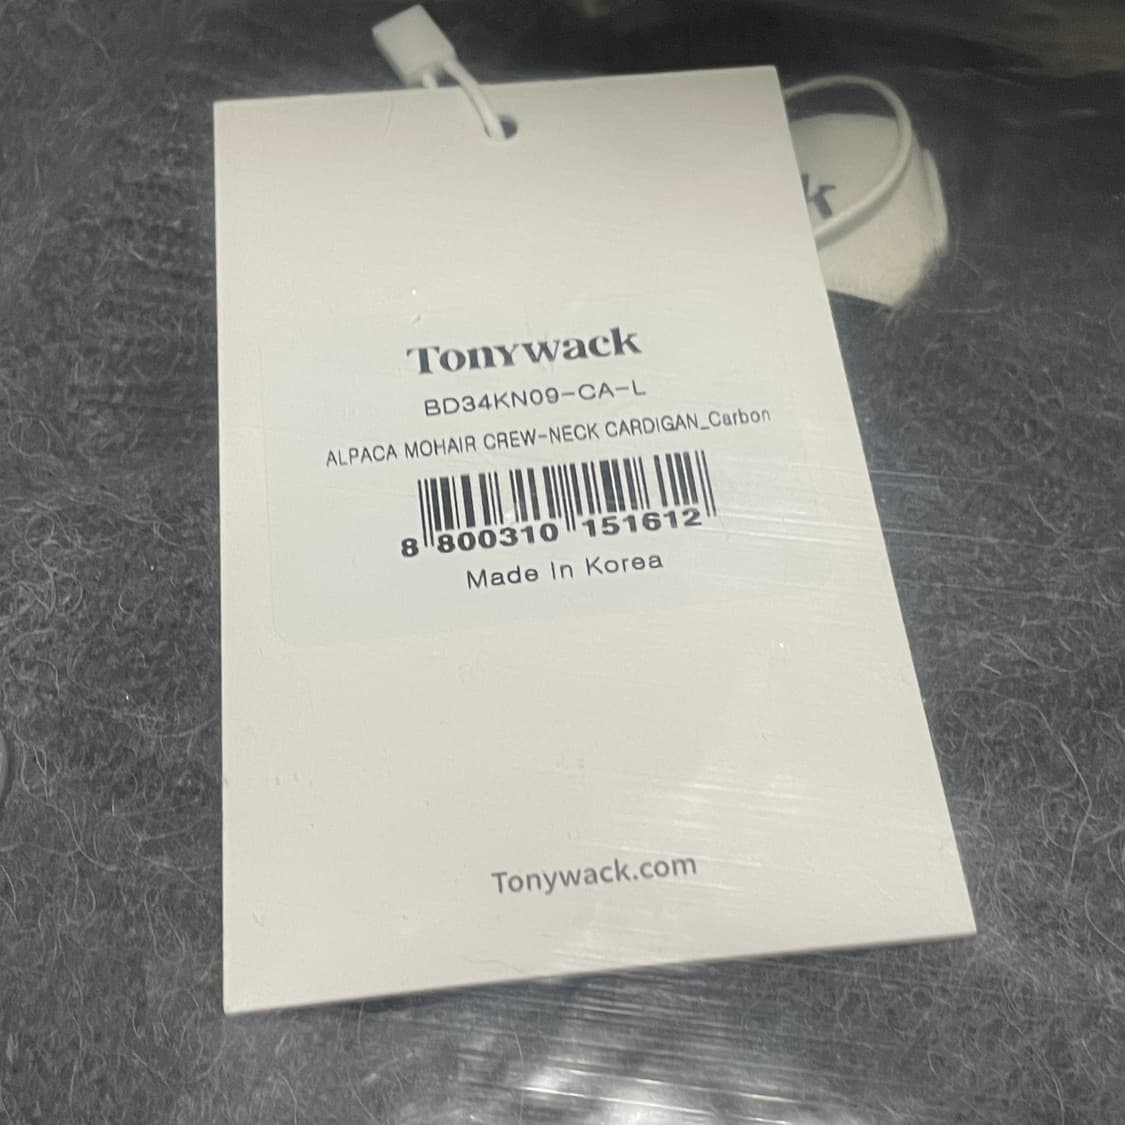 Tonywack
BD34KN09-CA-L
ALPACA MOHAIR CREW-NECK CARDIGAN_Carbon
8 800310 151612
Made In Korea
Tonywack.com
k